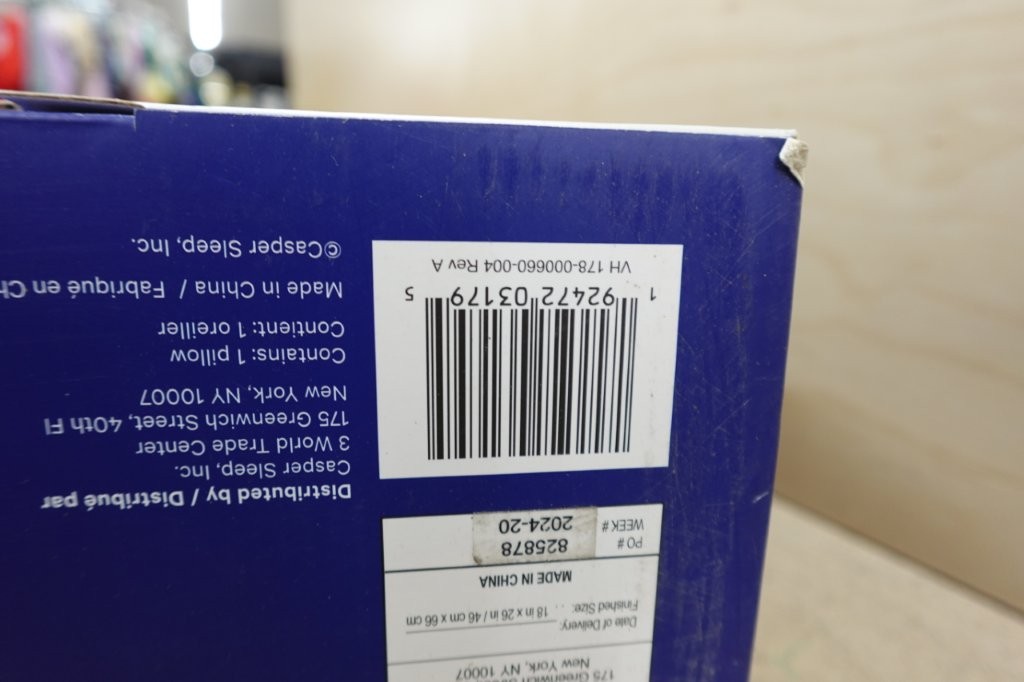 175 Greenwich
New York, NY 10007
Date of Delivery:
Finished Size: 18 in x 26 in / 46 cm x 66 cm
MADE IN CHINA
PO # 825878
WEEK # 2024-20
Distributed by / Distribué par
Casper Sleep, Inc.
3 World Trade Center
175 Greenwich Street, 40th Fl
New York, NY 10007
Contains: 1 pillow
Contient: 1 oreiller
Made in China / Fabriqué en Ch
©Casper Sleep, Inc.
1 92472 03179 5
VH 178-000660-004 Rev A